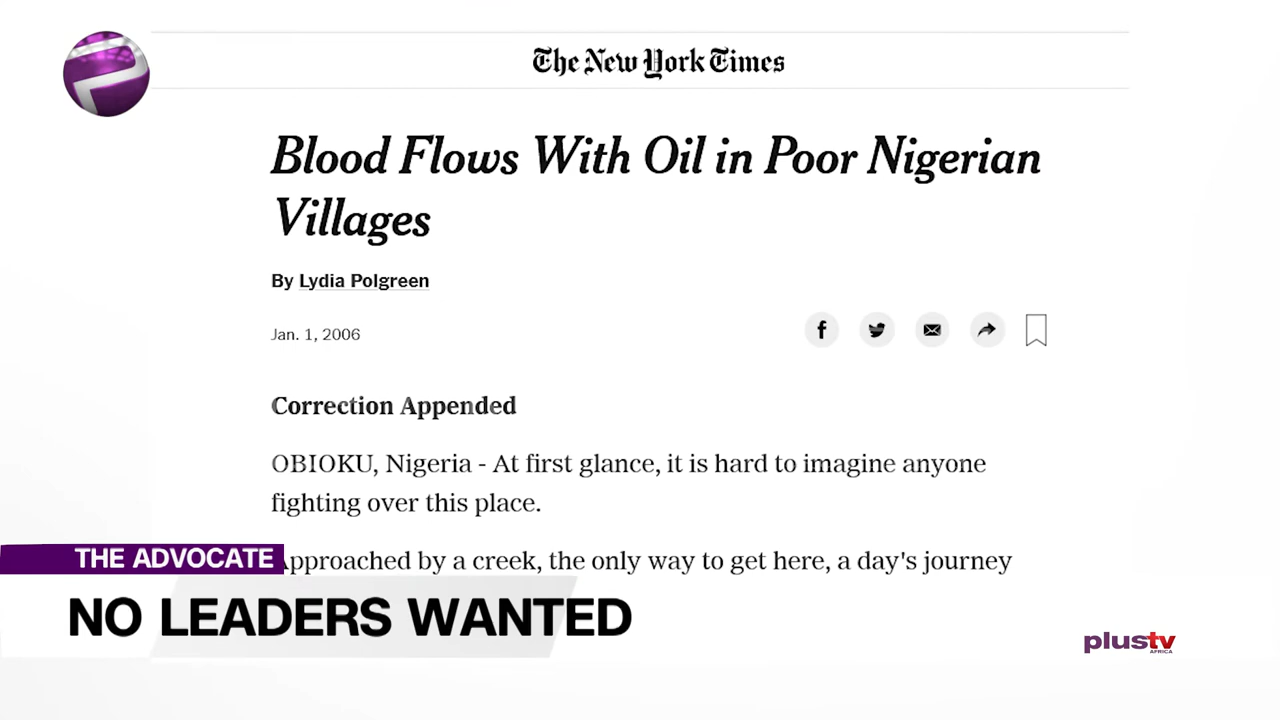 The New York Times
Blood Flows With Oil in Poor Nigerian
Villages
By Lydia Polgreen
Jan. 1, 2006
Correction Appended
OBIOKU, Nigeria - At first glance, it is hard to imagine anyone
fighting over this place.
Approached by a creek, the only way to get here, a day's journey
THE ADVOCATE
NO LEADERS WANTED
plustv
AFRICA